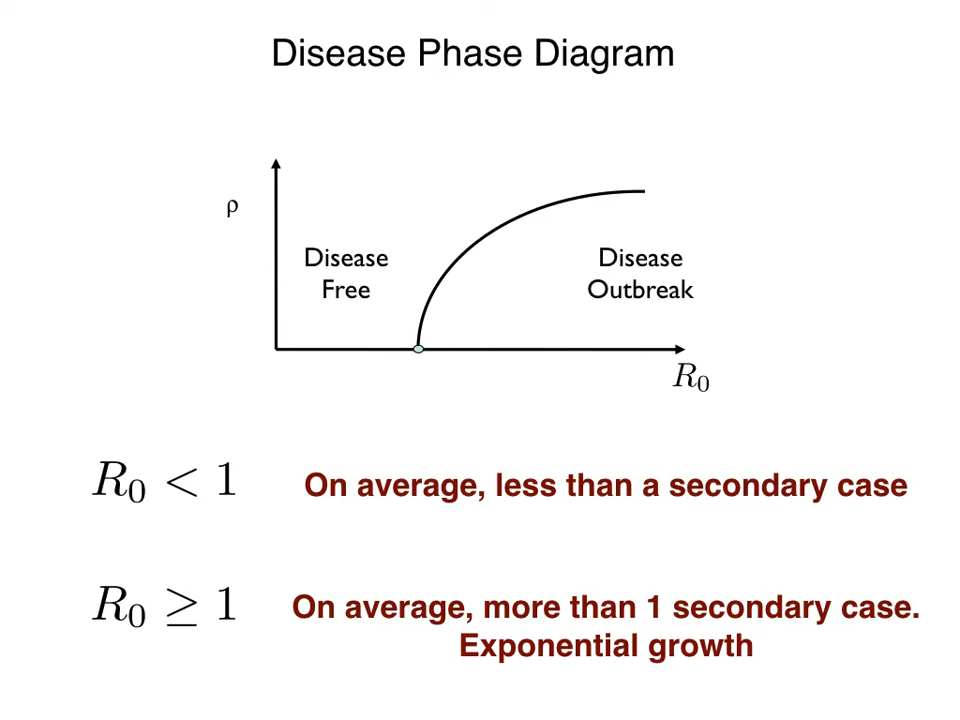 Disease Phase Diagram
ρ
Disease
Free
Disease
Outbreak
R₀
R₀ < 1
On average, less than a secondary case
R₀ ≥ 1
On average, more than 1 secondary case.
Exponential growth